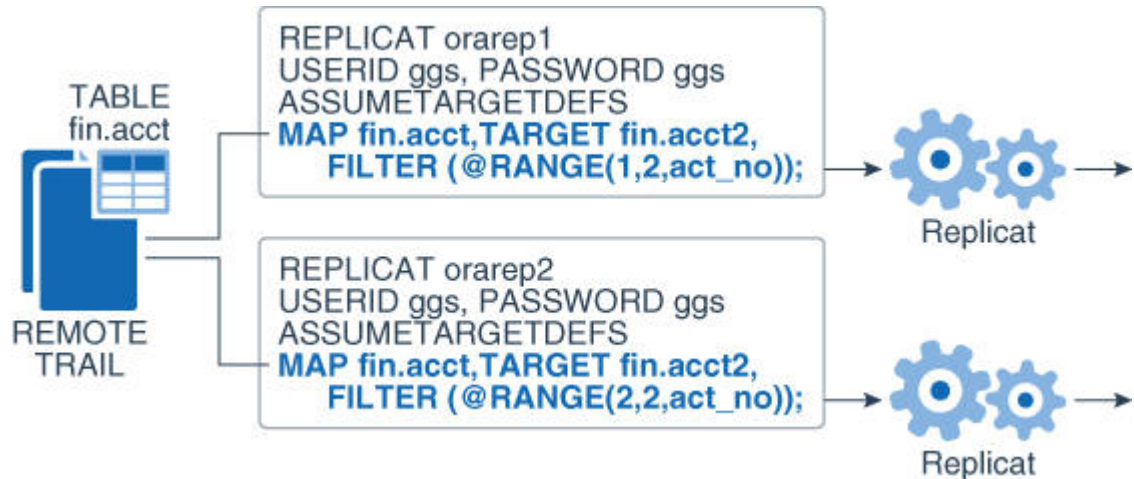 TABLE
fin.acct
REMOTE
TRAIL
REPLICAT orarep1
USERID ggs, PASSWORD ggs
ASSUMETARGETDEFS
MAP fin.acct,TARGET fin.acct2,
FILTER (@RANGE(1,2,act_no));
Replicat
REPLICAT orarep2
USERID ggs, PASSWORD ggs
ASSUMETARGETDEFS
MAP fin.acct,TARGET fin.acct2,
FILTER (@RANGE(2,2,act_no));
Replicat